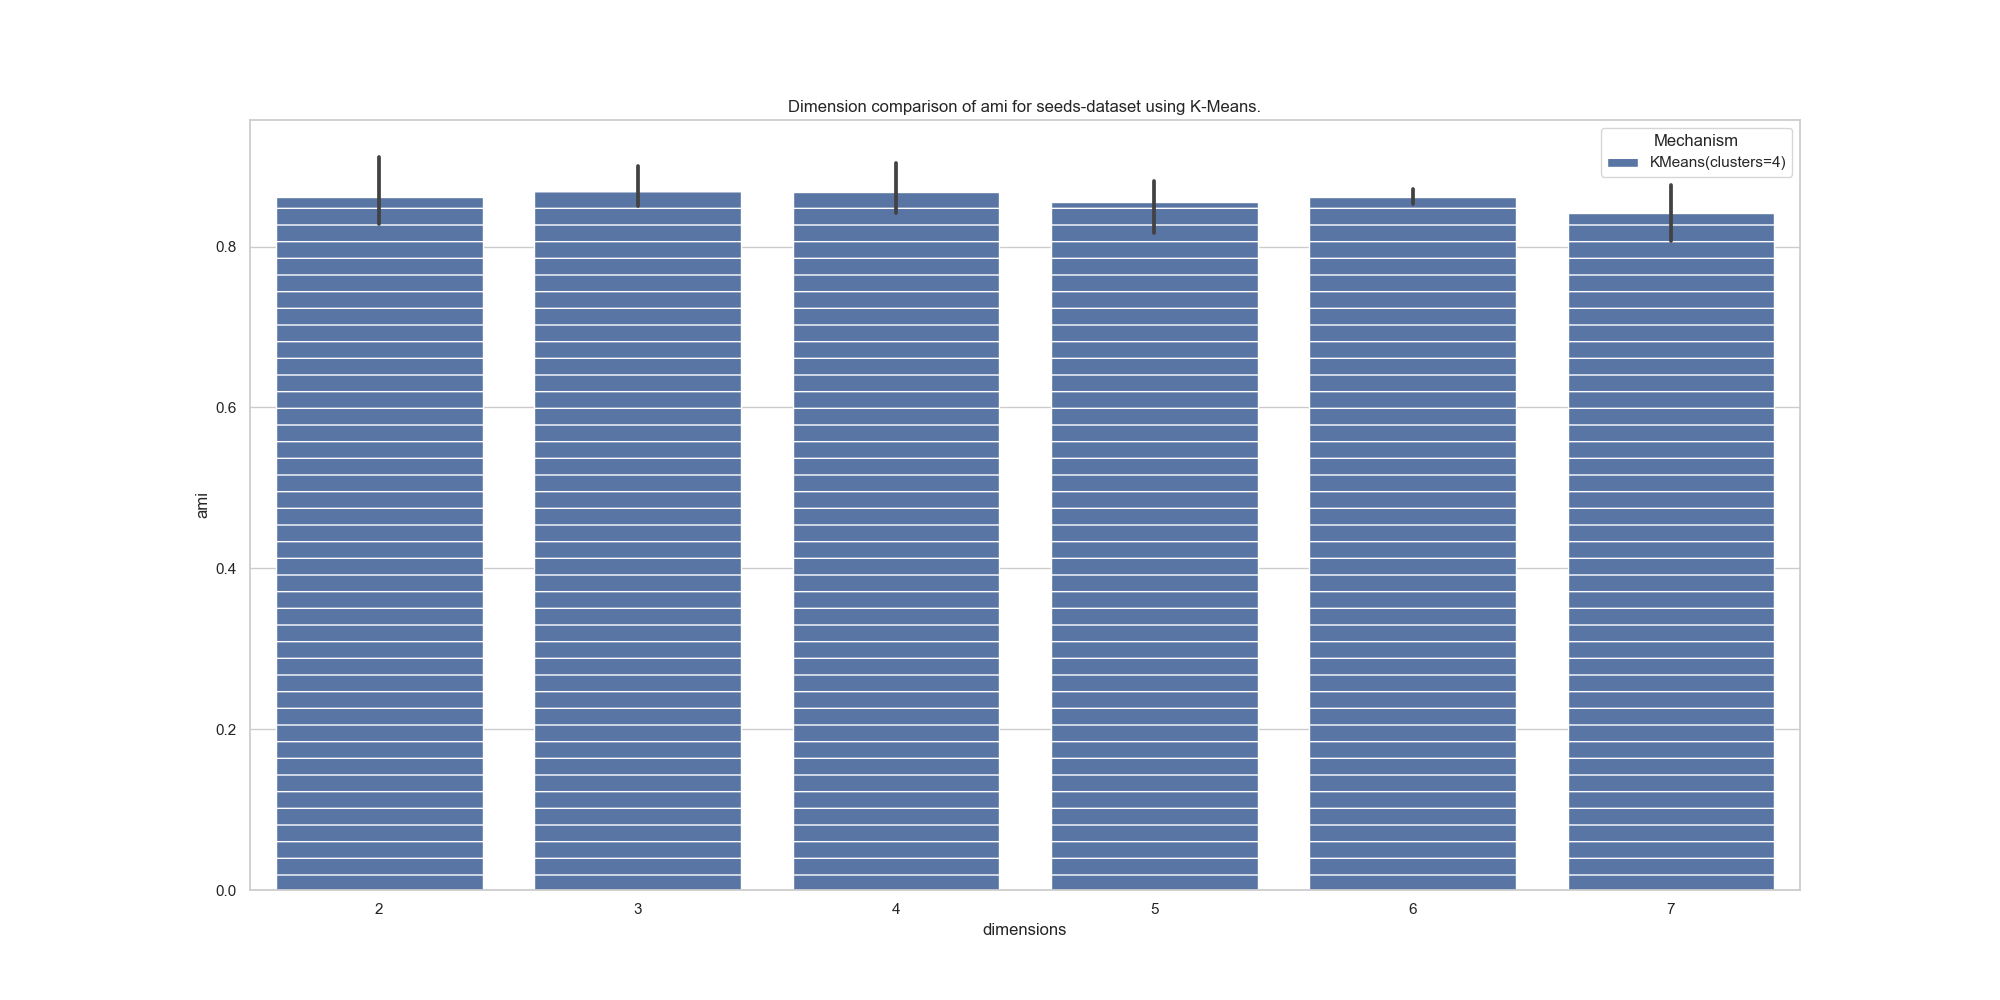 Dimension comparison of ami for seeds-dataset using K-Means.
Mechanism
KMeans(clusters=4)
0.8
0.6
0.4
0.2
0.0
ami
2 3 4 5 6 7
dimensions